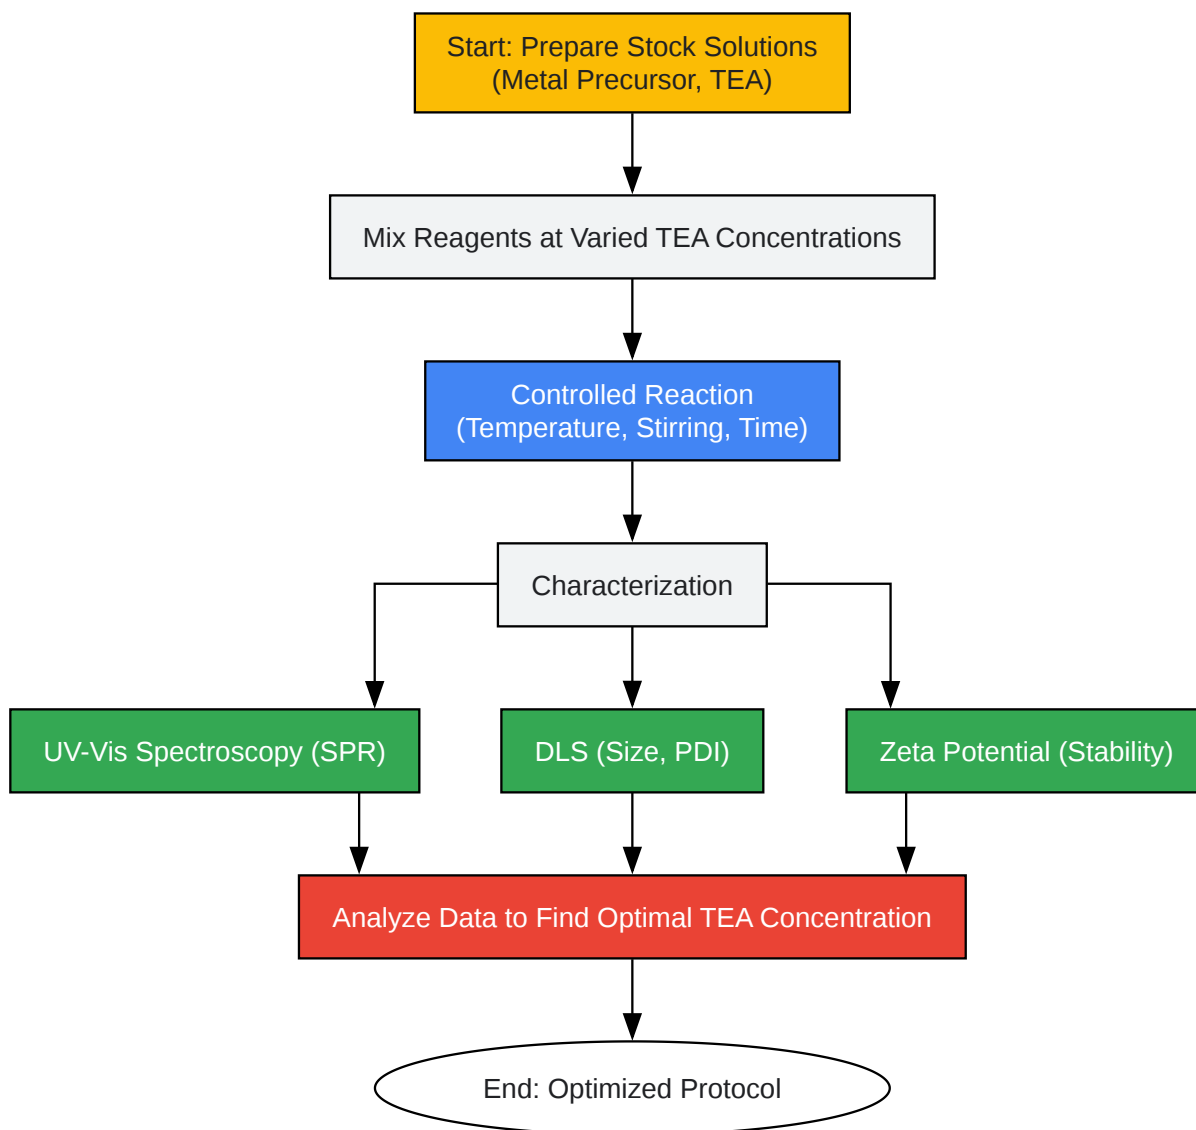 Start: Prepare Stock Solutions
(Metal Precursor, TEA)
Mix Reagents at Varied TEA Concentrations
Controlled Reaction
(Temperature, Stirring, Time)
Characterization
UV-Vis Spectroscopy (SPR)
DLS (Size, PDI)
Zeta Potential (Stability)
Analyze Data to Find Optimal TEA Concentration
End: Optimized Protocol